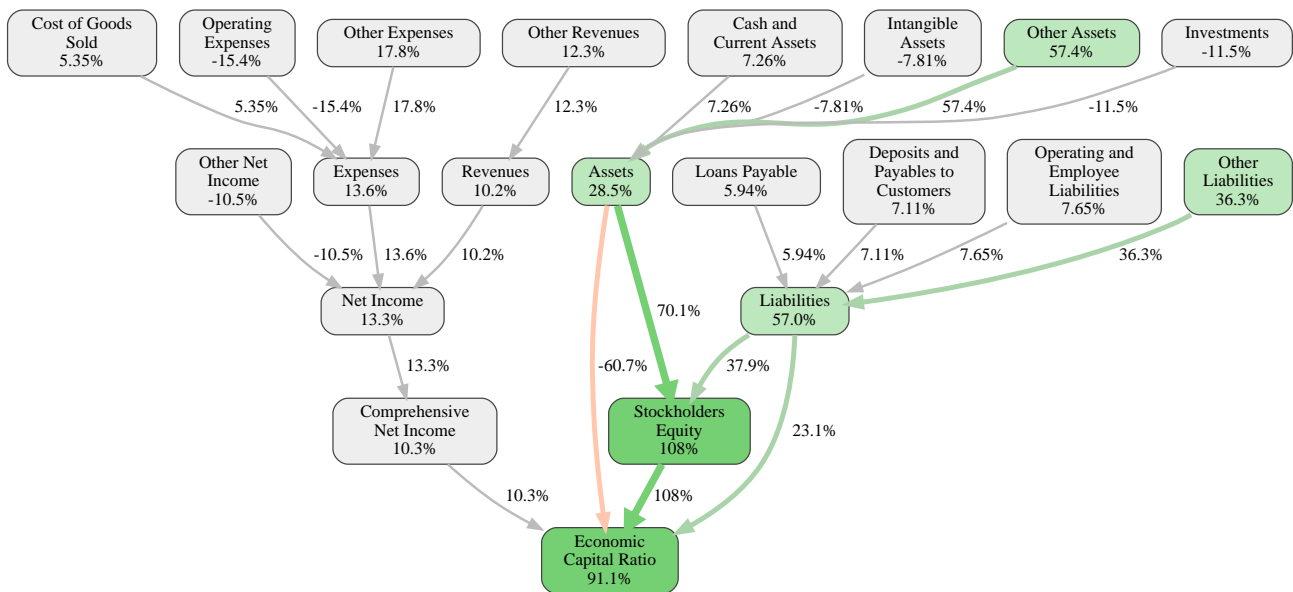 Cost of Goods
Sold
5.35%
Operating
Expenses
-15.4%
Other Expenses
17.8%
Other Revenues
12.3%
Cash and
Current Assets
7.26%
Intangible
Assets
-7.81%
Other Assets
57.4%
Investments
-11.5%
5.35%
-15.4%
17.8%
12.3%
7.26%
-7.81%
57.4%
-11.5%
Other Net
Income
-10.5%
Expenses
13.6%
Revenues
10.2%
Assets
28.5%
Loans Payable
5.94%
Deposits and
Payables to
Customers
7.11%
Operating and
Employee
Liabilities
7.65%
Other
Liabilities
36.3%
-10.5%
13.6%
10.2%
5.94%
7.11%
7.65%
36.3%
Net Income
13.3%
70.1%
Liabilities
57.0%
13.3%
-60.7%
37.9%
Comprehensive
Net Income
10.3%
Stockholders
Equity
108%
23.1%
10.3%
108%
Economic
Capital Ratio
91.1%